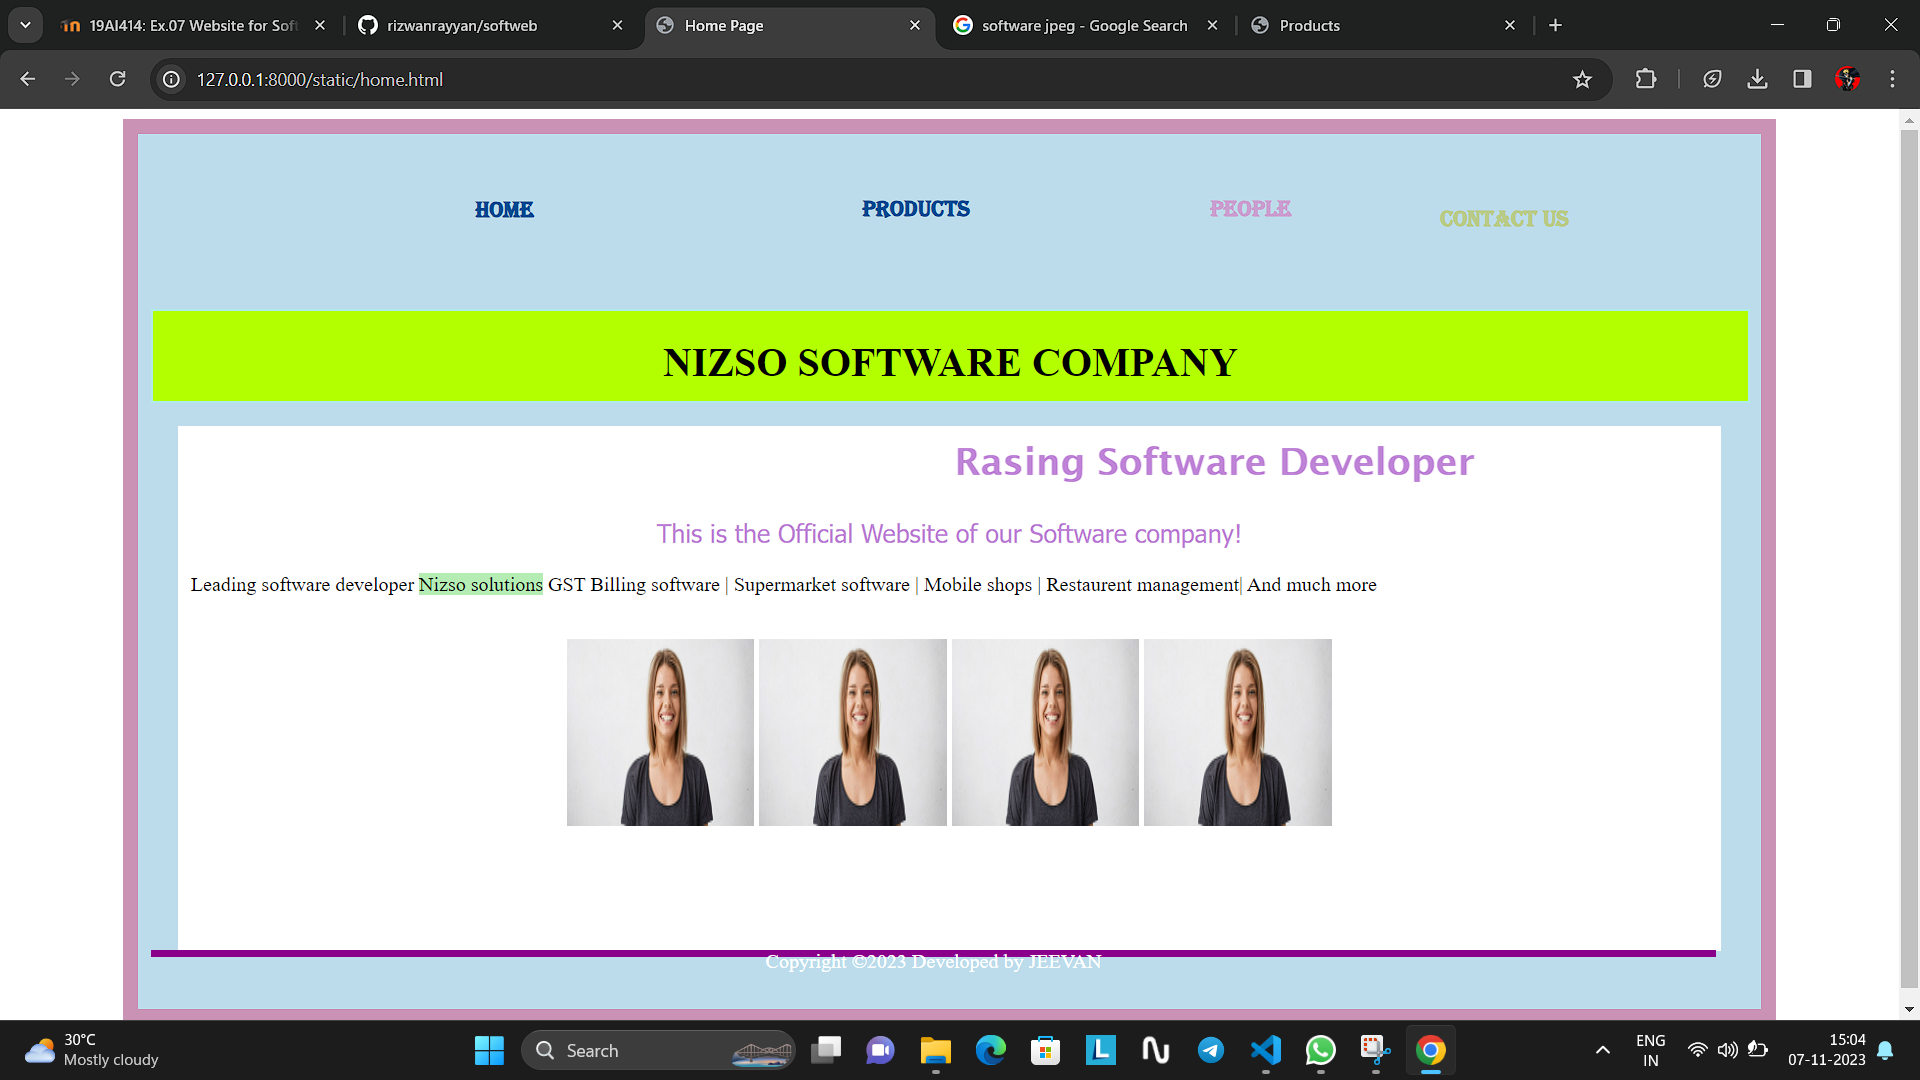 19AI414: Ex.07 Website for Soft
rizwanrayyan/softweb
Home Page
software jpeg - Google Search
Products
127.0.0.1:8000/static/home.html
HOME
PRODUCTS
PEOPLE
CONTACT US
NIZSO SOFTWARE COMPANY
Rasing Software Developer
This is the Official Website of our Software company!
Leading software developer Nizso solutions GST Billing software | Supermarket software | Mobile shops | Restaurent management| And much more
Copyright ©2023 Developed by JEEVAN
30°C
Mostly cloudy
Search
ENG
IN
15:04
07-11-2023